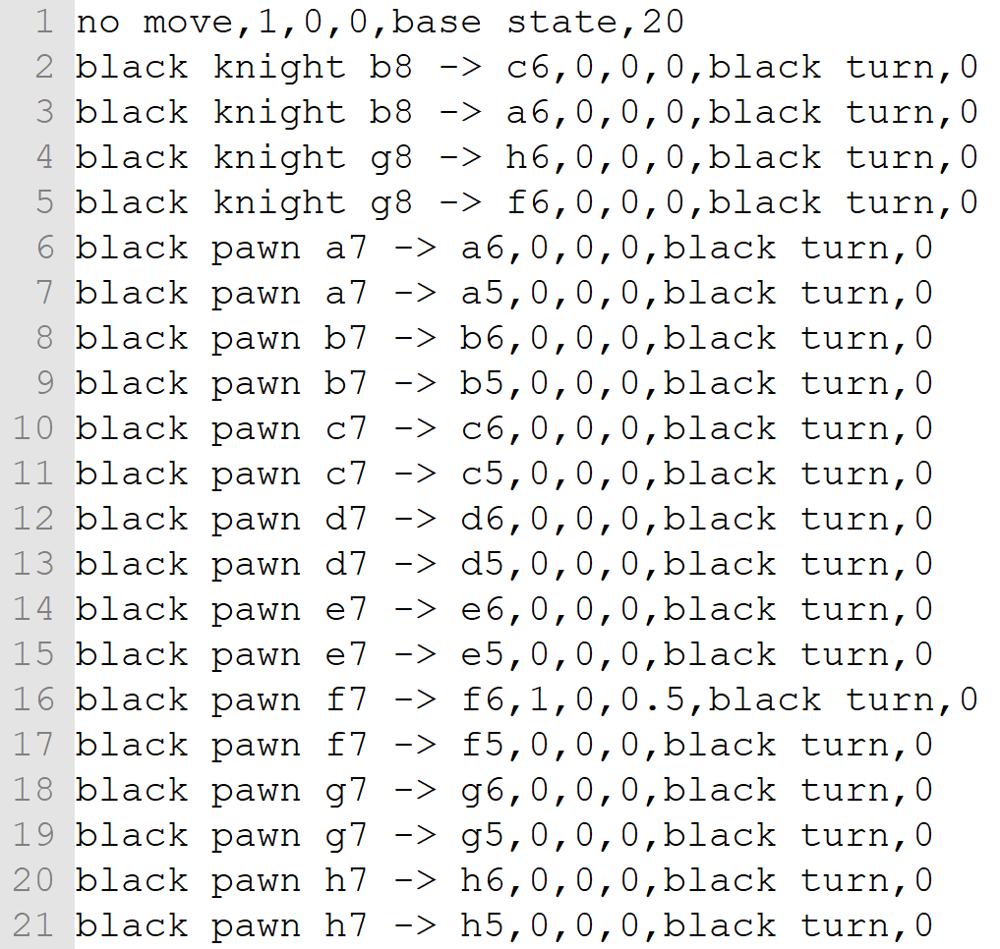 1 no move,1,0,0,base state,20
2 black knight b8 -> c6,0,0,0,black turn,0
3 black knight b8 -> a6,0,0,0,black turn,0
4 black knight g8 -> h6,0,0,0,black turn,0
5 black knight g8 -> f6,0,0,0,black turn,0
6 black pawn a7 -> a6,0,0,0,black turn,0
7 black pawn a7 -> a5,0,0,0,black turn,0
8 black pawn b7 -> b6,0,0,0,black turn,0
9 black pawn b7 -> b5,0,0,0,black turn,0
10 black pawn c7 -> c6,0,0,0,black turn,0
11 black pawn c7 -> c5,0,0,0,black turn,0
12 black pawn d7 -> d6,0,0,0,black turn,0
13 black pawn d7 -> d5,0,0,0,black turn,0
14 black pawn e7 -> e6,0,0,0,black turn,0
15 black pawn e7 -> e5,0,0,0,black turn,0
16 black pawn f7 -> f6,1,0,0.5,black turn,0
17 black pawn f7 -> f5,0,0,0,black turn,0
18 black pawn g7 -> g6,0,0,0,black turn,0
19 black pawn g7 -> g5,0,0,0,black turn,0
20 black pawn h7 -> h6,0,0,0,black turn,0
21 black pawn h7 -> h5,0,0,0,black turn,0